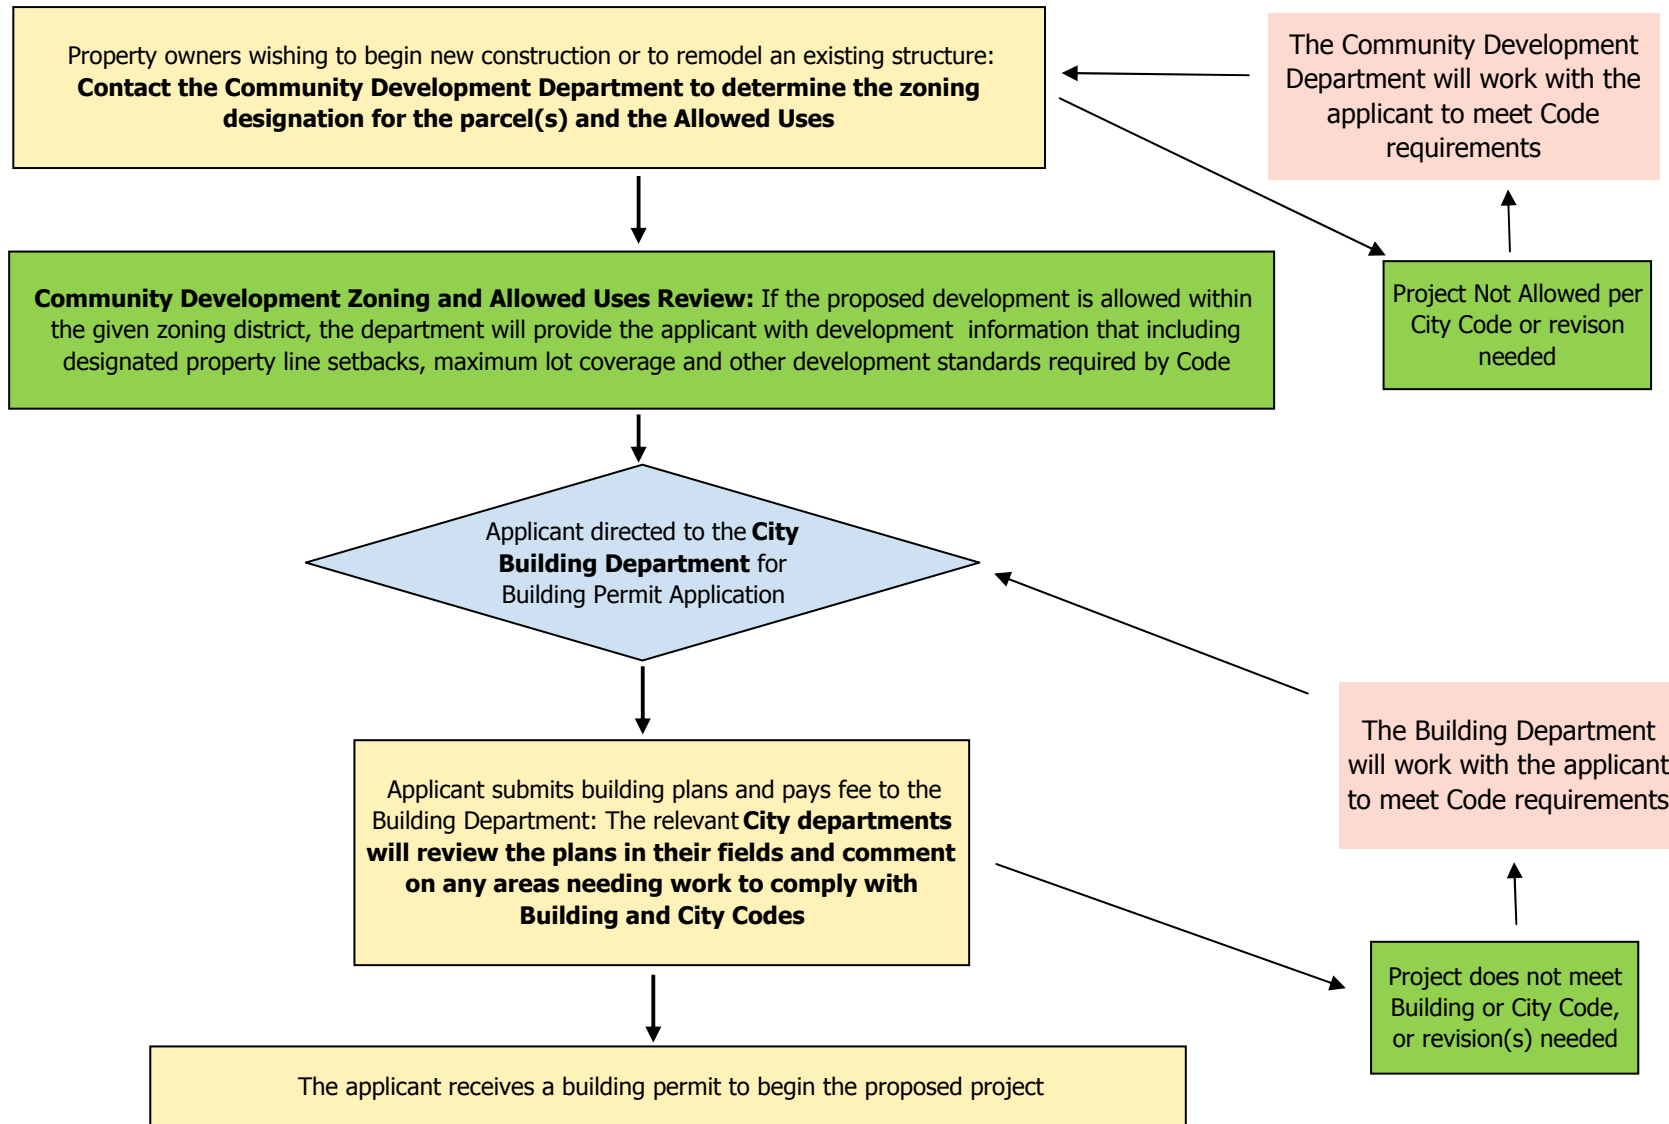 Property owners wishing to begin new construction or to remodel an existing structure:
Contact the Community Development Department to determine the zoning
designation for the parcel(s) and the Allowed Uses
The Community Development
Department will work with the
applicant to meet Code
requirements
Community Development Zoning and Allowed Uses Review: If the proposed development is allowed within
the given zoning district, the department will provide the applicant with development information that including
designated property line setbacks, maximum lot coverage and other development standards required by Code
Project Not Allowed per
City Code or revison
needed
Applicant directed to the City
Building Department for
Building Permit Application
The Building Department
will work with the applicant
to meet Code requirements
Applicant submits building plans and pays fee to the
Building Department: The relevant City departments
will review the plans in their fields and comment
on any areas needing work to comply with
Building and City Codes
Project does not meet
Building or City Code,
or revision(s) needed
The applicant receives a building permit to begin the proposed project